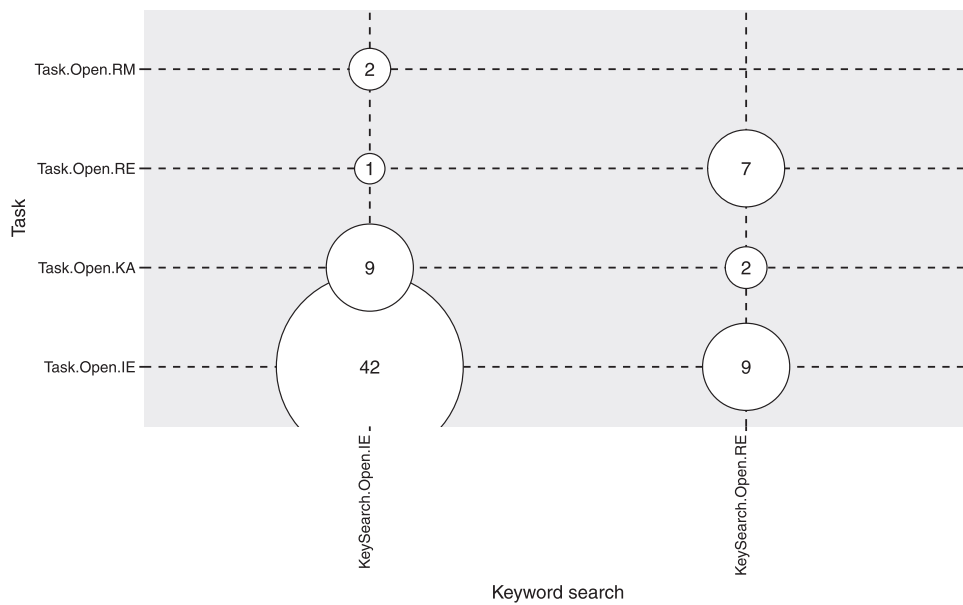 Task.Open.RM
2
Task.Open.RE
1
7
Task
Task.Open.KA
9
2
Task.Open.IE
42
9
KeySearch.Open.IE
KeySearch.Open.RE
Keyword search